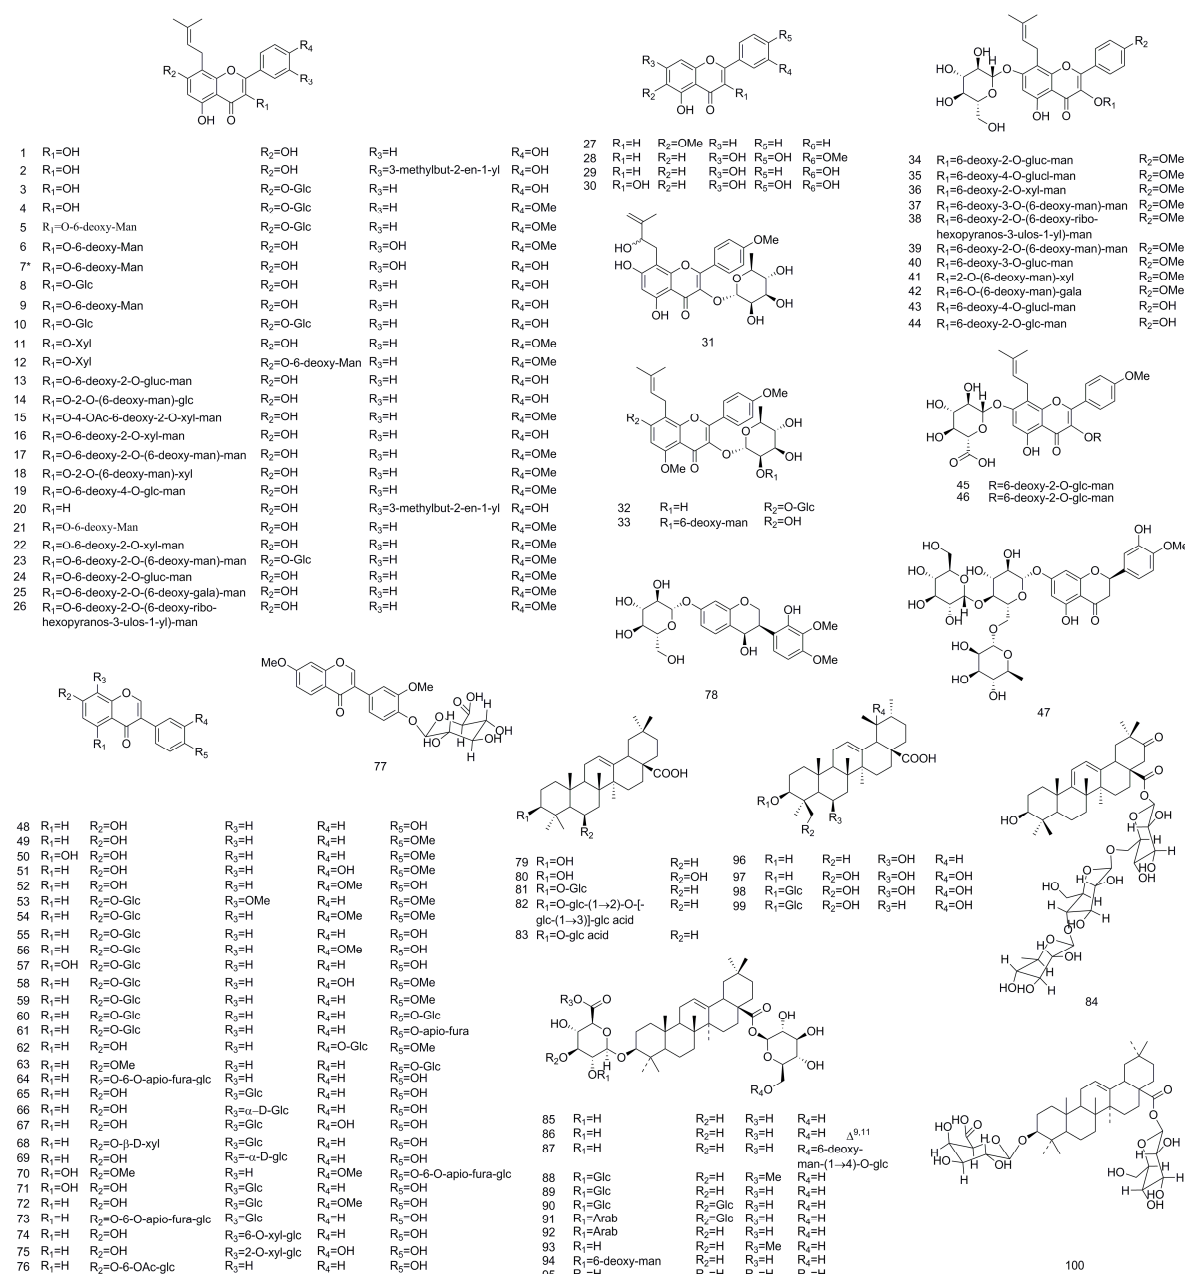 R4
R2
R3
R1
OH
O
1 R1=OH R2=OH R3=H R4=OH
2 R1=OH R2=OH R3=3-methylbut-2-en-1-yl R4=OH
3 R1=OH R2=O-Glc R3=H R4=OH
4 R1=OH R2=O-Glc R3=H R4=OMe
5 R1=O-6-deoxy-Man R2=O-Glc R3=H R4=OMe
6 R1=O-6-deoxy-Man R2=OH R3=OH R4=OMe
7* R1=O-6-deoxy-Man R2=OH R3=OH R4=OH
8 R1=O-Glc R2=OH R3=H R4=OH
9 R1=O-6-deoxy-Man R2=OH R3=H R4=OH
10 R1=O-Glc R2=O-Glc R3=H R4=OH
11 R1=O-Xyl R2=OH R3=H R4=OMe
12 R1=O-Xyl R2=O-6-deoxy-Man R3=H R4=OMe
13 R1=O-6-deoxy-2-O-gluc-man R2=OH R3=H R4=OH
14 R1=O-2-O-(6-deoxy-man)-glc R2=OH R3=H R4=OH
15 R1=O-4-OAc-6-deoxy-2-O-xyl-man R2=OH R3=H R4=OMe
16 R1=O-6-deoxy-2-O-xyl-man R2=OH R3=H R4=OH
17 R1=O-6-deoxy-2-O-(6-deoxy-man)-man R2=OH R3=H R4=OMe
18 R1=O-2-O-(6-deoxy-man)-xyl R2=OH R3=H R4=OMe
19 R1=O-6-deoxy-4-O-glc-man R2=OH R3=H R4=OMe
20 R1=H R2=OH R3=3-methylbut-2-en-1-yl R4=OH
21 R1=O-6-deoxy-Man R2=OH R3=H R4=OMe
22 R1=O-6-deoxy-2-O-xyl-man R2=OH R3=H R4=OMe
23 R1=O-6-deoxy-2-O-(6-deoxy-man)-man R2=O-Glc R3=H R4=OMe
24 R1=O-6-deoxy-2-O-gluc-man R2=OH R3=H R4=OMe
25 R1=O-6-deoxy-2-O-(6-deoxy-gala)-man R2=OH R3=H R4=OMe
26 R1=O-6-deoxy-2-O-(6-deoxy-ribo- R2=OH R3=H R4=OMe
hexopyranos-3-ulos-1-yl)-man
R5
R3
R4
R2
R1
OH
O
27 R1=H R2=OMe R3=H R5=H R6=H
28 R1=H R2=H R3=OH R5=OH R6=OMe
29 R1=H R2=H R3=OH R5=H R6=OH
30 R1=OH R2=H R3=OH R5=OH R6=OH
HO
OMe
31
R2O
OMe
OR1
32 R1=H R2=O-Glc
33 R1=6-deoxy-man R2=OH
78
R2
OR1
34 R1=6-deoxy-2-O-gluc-man R2=OMe
35 R1=6-deoxy-4-O-glucl-man R2=OMe
36 R1=6-deoxy-2-O-xyl-man R2=OMe
37 R1=6-deoxy-3-O-(6-deoxy-man)-man R2=OMe
38 R1=6-deoxy-2-O-(6-deoxy-ribo- R2=OMe
hexopyranos-3-ulos-1-yl)-man
39 R1=6-deoxy-2-O-(6-deoxy-man)-man R2=OMe
40 R1=6-deoxy-3-O-gluc-man R2=OMe
41 R1=2-O-(6-deoxy-man)-xyl R2=OMe
42 R1=6-O-(6-deoxy-man)-gala R2=OMe
43 R1=6-deoxy-4-O-glucl-man R2=OH
44 R1=6-deoxy-2-O-glc-man R2=OH
OMe
OR
45 R=6-deoxy-2-O-glc-man
46 R=6-deoxy-2-O-glc-man
47
R3
R2
R4
R1
R5
MeO
OMe
77
48 R1=H R2=OH R3=H R4=H R5=OH
49 R1=H R2=OH R3=H R4=H R5=OMe
50 R1=OH R2=OH R3=H R4=H R5=OMe
51 R1=H R2=OH R3=H R4=OH R5=OMe
52 R1=H R2=OH R3=H R4=OMe R5=OH
53 R1=H R2=O-Glc R3=OMe R4=H R5=OMe
54 R1=H R2=O-Glc R3=H R4=OMe R5=OMe
55 R1=H R2=O-Glc R3=H R4=H R5=OH
56 R1=H R2=O-Glc R3=H R4=OMe R5=OH
57 R1=OH R2=O-Glc R3=H R4=H R5=OH
58 R1=H R2=O-Glc R3=H R4=OH R5=OMe
59 R1=H R2=O-Glc R3=H R4=H R5=OMe
60 R1=H R2=O-Glc R3=H R4=H R5=O-Glc
61 R1=H R2=O-Glc R3=H R4=H R5=O-apio-fura
62 R1=H R2=OH R3=H R4=O-Glc R5=OMe
63 R1=H R2=OMe R3=H R4=H R5=O-Glc
64 R1=H R2=O-6-O-apio-fura-glc R3=H R4=H R5=OH
65 R1=H R2=OH R3=Glc R4=H R5=OH
66 R1=H R2=OH R3=α-D-Glc R4=H R5=OH
67 R1=H R2=OH R3=Glc R4=OH R5=OH
68 R1=H R2=O-β-D-xyl R3=Glc R4=H R5=OH
69 R1=H R2=OH R3=-α-D-glc R4=H R5=OH
70 R1=OH R2=OMe R3=H R4=OMe R5=O-6-O-apio-fura-glc
71 R1=OH R2=OH R3=Glc R4=H R5=OH
72 R1=H R2=OH R3=Glc R4=OMe R5=OH
73 R1=H R2=O-6-O-apio-fura-glc R3=Glc R4=H R5=OH
74 R1=H R2=OH R3=6-O-xyl-glc R4=H R5=OH
75 R1=H R2=OH R3=2-O-xyl-glc R4=OH R5=OH
76 R1=H R2=O-6-OAc-glc R3=H R4=H R5=OH
COOH
R1
R2
79 R1=OH R2=H
80 R1=OH R2=OH
81 R1=O-Glc R2=H
82 R1=O-glc-(1→2)-O-[- R2=H
glc-(1→3)]-glc acid
83 R1=O-glc acid R2=H
R4
COOH
R1O
R2
R3
96 R1=H R2=H R3=OH R4=H
97 R1=H R2=OH R3=OH R4=OH
98 R1=Glc R2=OH R3=OH R4=OH
99 R1=Glc R2=OH R3=H R4=OH
84
R3O
R2O
OR1
R4O
85 R1=H R2=H R3=H R4=H
86 R1=H R2=H R3=H R4=H Δ9,11
87 R1=H R2=H R3=H R4=6-deoxy-
man-(1→4)-O-glc
88 R1=Glc R2=H R3=Me R4=H
89 R1=Glc R2=H R3=H R4=H
90 R1=Glc R2=Glc R3=H R4=H
91 R1=Arab R2=Glc R3=H R4=H
92 R1=Arab R2=H R3=H R4=H
93 R1=H R2=H R3=Me R4=H
94 R1=6-deoxy-man R2=H R3=H R4=H
100